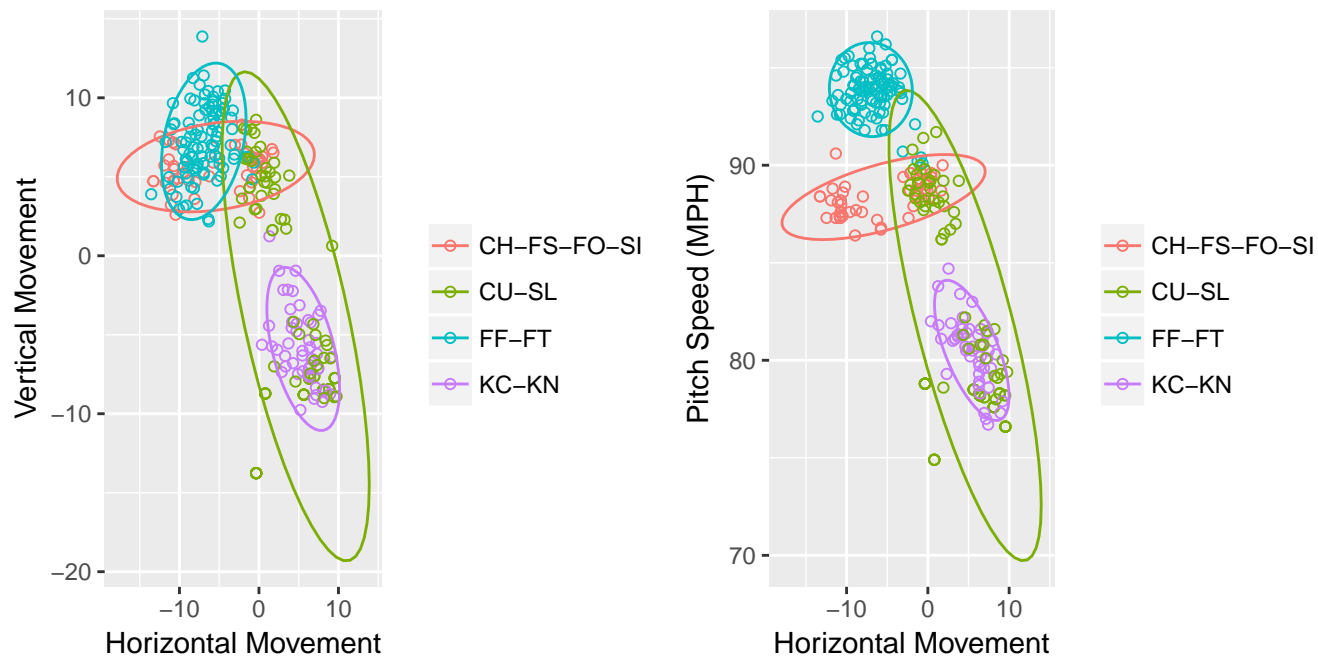 Vertical Movement
10
0
−10
−20
−10 0 10
Horizontal Movement
CH−FS−FO−SI
CU−SL
FF−FT
KC−KN
Pitch Speed (MPH)
90
80
70
−10 0 10
Horizontal Movement
CH−FS−FO−SI
CU−SL
FF−FT
KC−KN